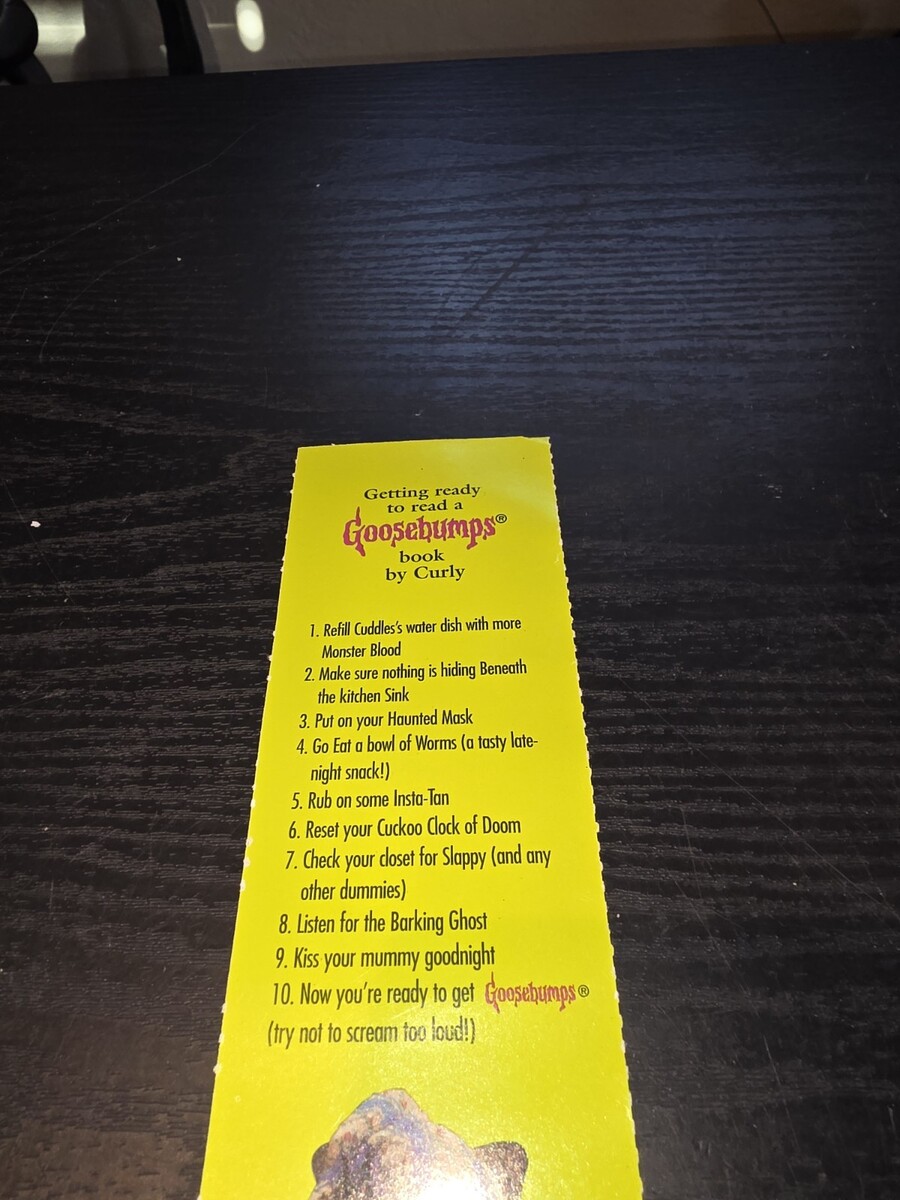 Getting ready
to read a
Goosebumps®
book
by Curly
1. Refill Cuddles's water dish with more
Monster Blood
2. Make sure nothing is hiding Beneath
the kitchen Sink
3. Put on your Haunted Mask
4. Go Eat a bowl of Worms (a tasty late-
night snack!)
5. Rub on some Insta-Tan
6. Reset your Cuckoo Clock of Doom
7. Check your closet for Slappy (and any
other dummies)
8. Listen for the Barking Ghost
9. Kiss your mummy goodnight
10. Now you're ready to get Goosebumps®
(try not to scream too loud!)